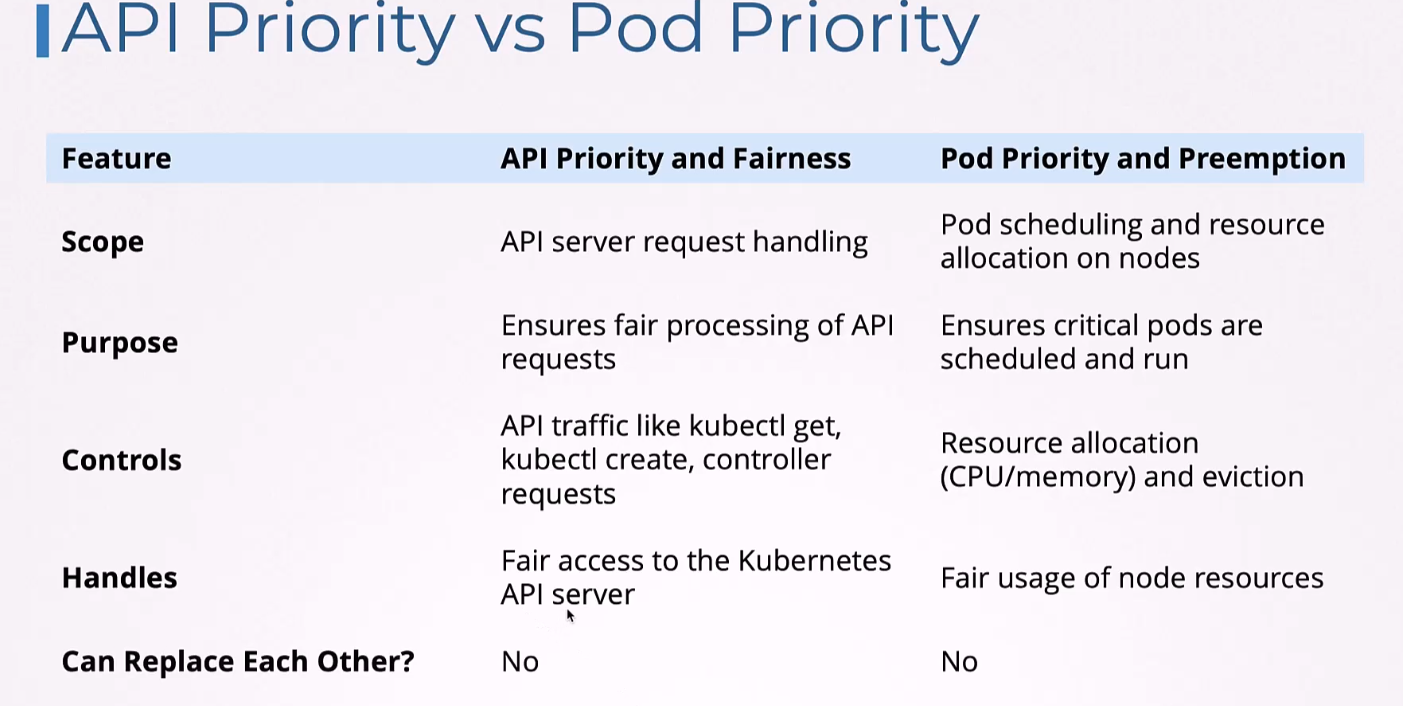 API Priority vs Pod Priority
Feature API Priority and Fairness Pod Priority and Preemption
Scope
API server request handling
Pod scheduling and resource
allocation on nodes
Purpose
Ensures fair processing of API
requests
Ensures critical pods are
scheduled and run
Controls
API traffic like kubectl get,
kubectl create, controller
requests
Resource allocation
(CPU/memory) and eviction
Handles
Fair access to the Kubernetes
API server
Fair usage of node resources
Can Replace Each Other? No No